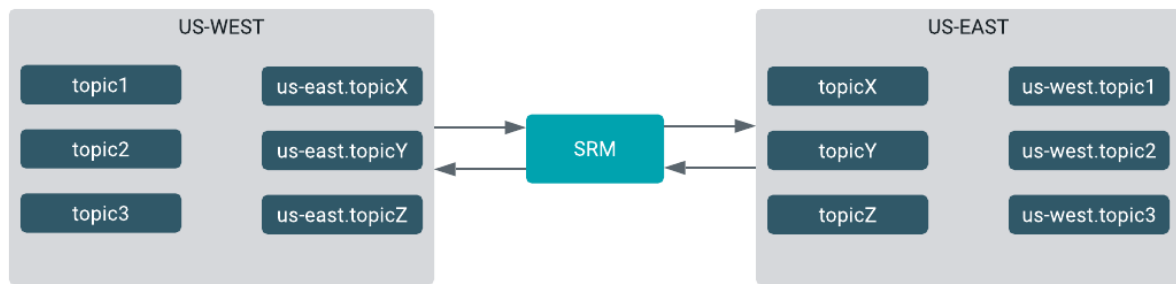 US-WEST
topic1
us-east.topicX
topic2
us-east.topicY
topic3
us-east.topicZ
SRM
US-EAST
topicX
us-west.topic1
topicY
us-west.topic2
topicZ
us-west.topic3